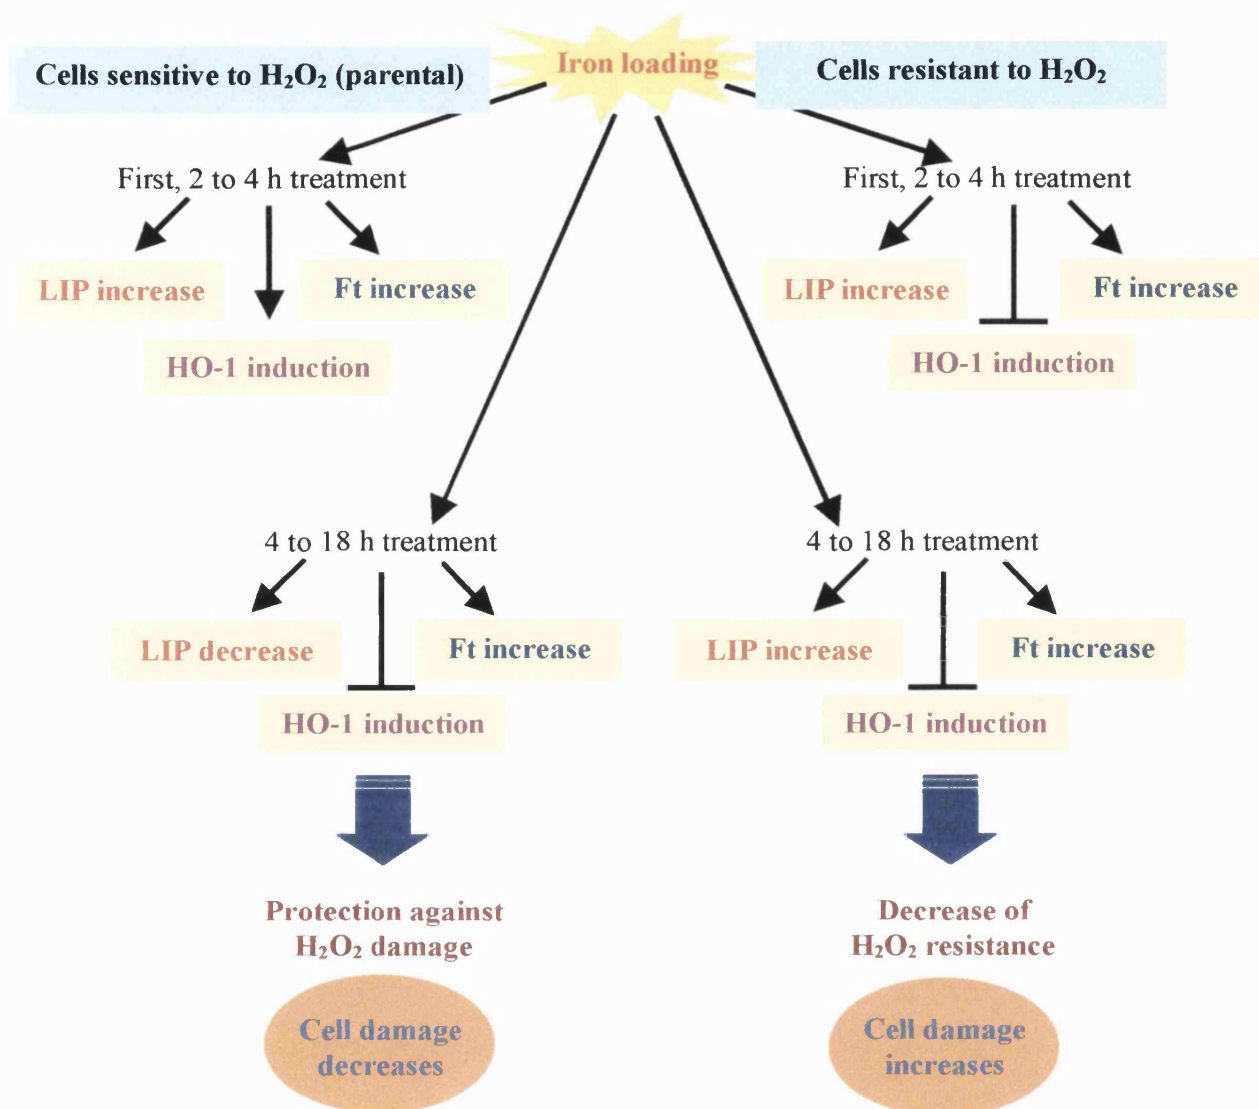 Cells sensitive to H₂O₂ (parental)
Iron loading
Cells resistant to H₂O₂
First, 2 to 4 h treatment
First, 2 to 4 h treatment
LIP increase
Ft increase
LIP increase
Ft increase
HO-1 induction
HO-1 induction
4 to 18 h treatment
4 to 18 h treatment
LIP decrease
Ft increase
LIP increase
Ft increase
HO-1 induction
HO-1 induction
Protection against
H₂O₂ damage
Decrease of
H₂O₂ resistance
Cell damage
decreases
Cell damage
increases